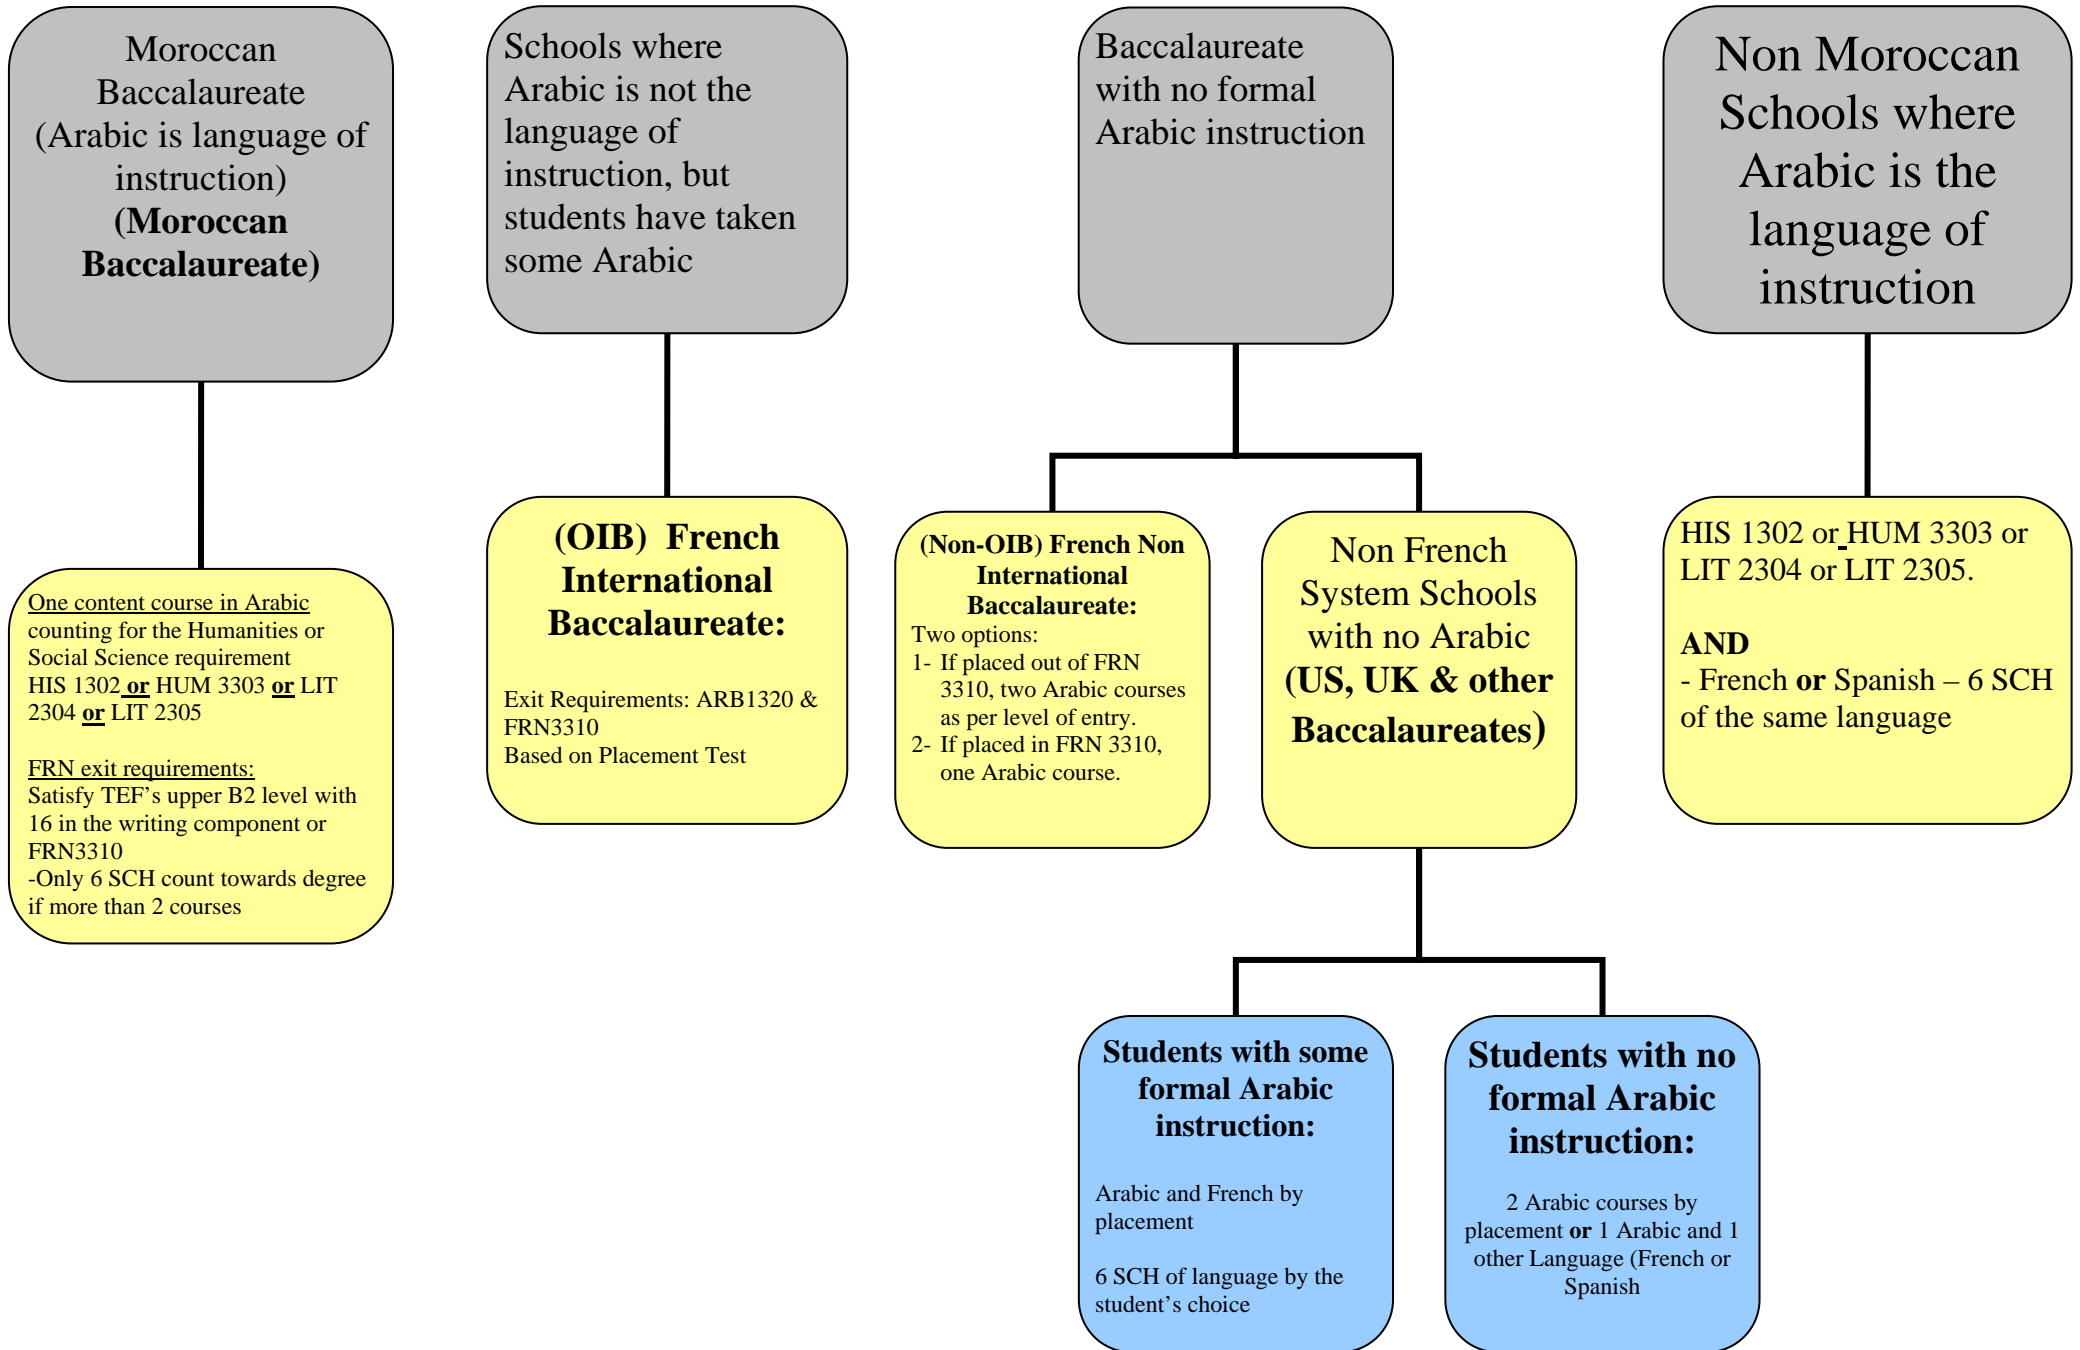 Moroccan
Baccalaureate
(Arabic is language of
instruction)
(Moroccan
Baccalaureate)
Schools where
Arabic is not the
language of
instruction, but
students have taken
some Arabic
Baccalaureate
with no formal
Arabic instruction
Non Moroccan
Schools where
Arabic is the
language of
instruction
One content course in Arabic
counting for the Humanities or
Social Science requirement
HIS 1302 or HUM 3303 or LIT
2304 or LIT 2305
FRN exit requirements:
Satisfy TEF’s upper B2 level with
16 in the writing component or
FRN3310
-Only 6 SCH count towards degree
if more than 2 courses
(OIB) French
International
Baccalaureate:
Exit Requirements: ARB1320 &
FRN3310
Based on Placement Test
(Non-OIB) French Non
International
Baccalaureate:
Two options:
1- If placed out of FRN
3310, two Arabic courses
as per level of entry.
2- If placed in FRN 3310,
one Arabic course.
Non French
System Schools
with no Arabic
(US, UK & other
Baccalaureates)
HIS 1302 or HUM 3303 or
LIT 2304 or LIT 2305.
AND
- French or Spanish – 6 SCH
of the same language
Students with some
formal Arabic
instruction:
Arabic and French by
placement
6 SCH of language by the
student’s choice
Students with no
formal Arabic
instruction:
2 Arabic courses by
placement or 1 Arabic and 1
other Language (French or
Spanish